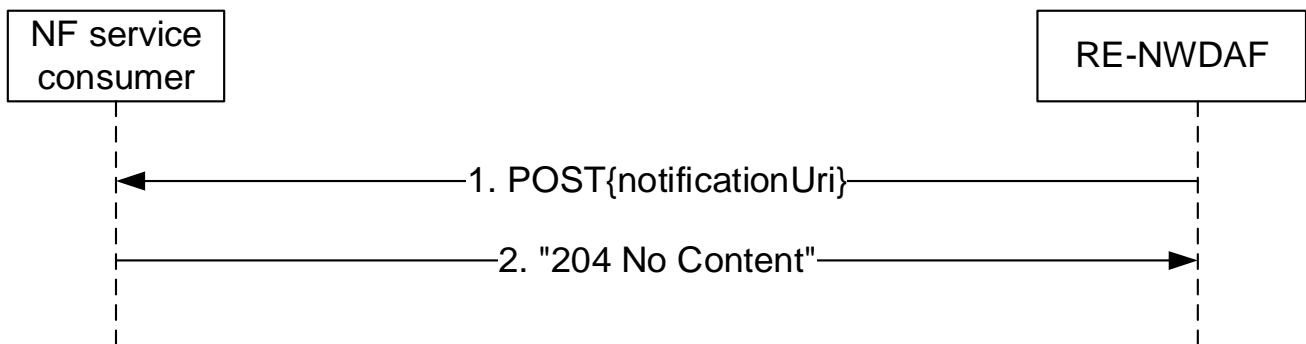 NF service
consumer
RE-NWDAF
1. POST{notificationUri}
2. "204 No Content"